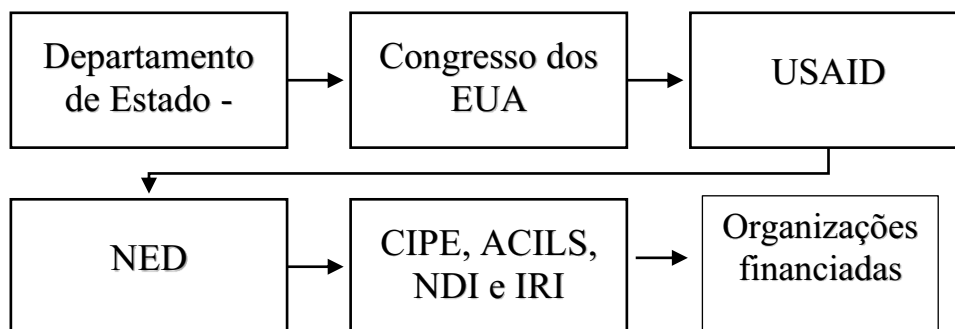 Departamento
de Estado -
Congresso dos
EUA
USAID
NED
CIPE, ACILS,
NDI e IRI
Organizações
financiadas